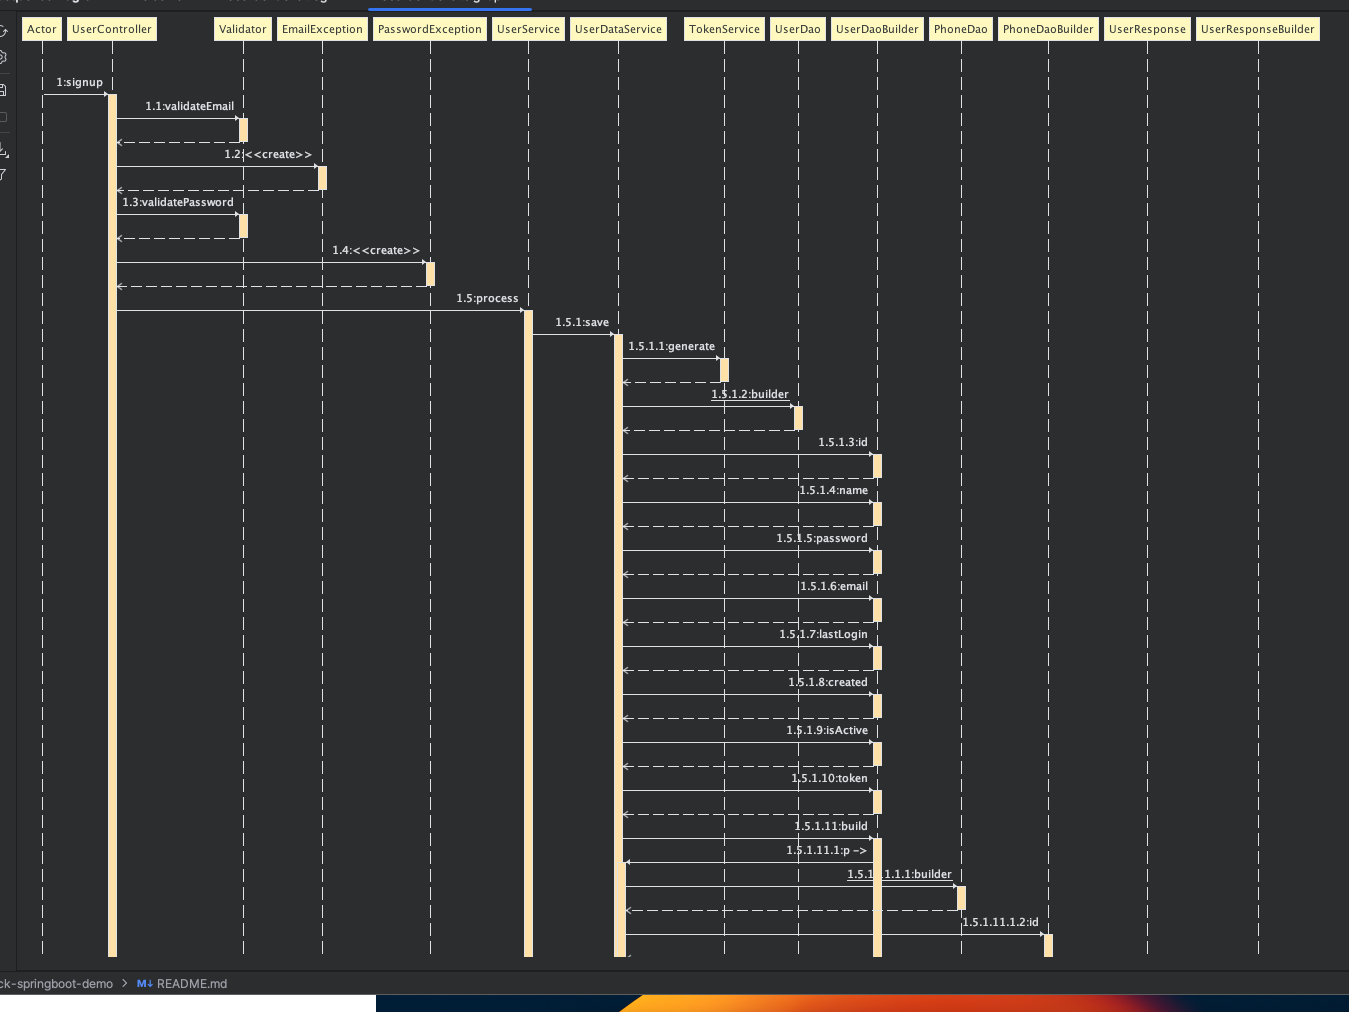 Actor UserController Validator EmailException PasswordException UserService UserDataService TokenService UserDao UserDaoBuilder PhoneDao PhoneDaoBuilder UserResponse UserResponseBuilder
1:signup
1.1:validateEmail
1.2:<<create>>
1.3:validatePassword
1.4:<<create>>
1.5:process
1.5.1:save
1.5.1.1:generate
1.5.1.2:builder
1.5.1.3:id
1.5.1.4:name
1.5.1.5:password
1.5.1.6:email
1.5.1.7:lastLogin
1.5.1.8:created
1.5.1.9:isActive
1.5.1.10:token
1.5.1.11:build
1.5.1.11.1:p ->
1.5.1.11.1.1:builder
1.5.1.11.1.2:id
ck-springboot-demo > M↓ README.md